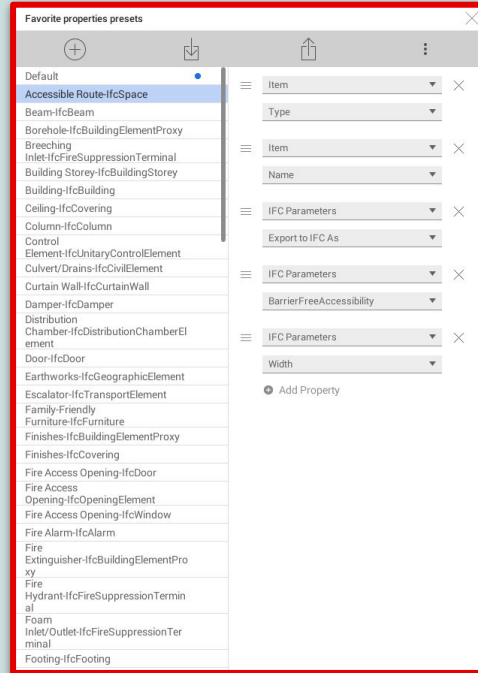 Favorite properties presets
Default
Accessible Route-IfcSpace
Beam-IfcBeam
Borehole-IfcBuildingElementProxy
Breeching
Inlet-IfcFireSuppressionTerminal
Building Storey-IfcBuildingStorey
Building-IfcBuilding
Ceiling-IfcCovering
Column-IfcColumn
Control
Element-IfcUnitaryControlElement
Culvert/Drains-IfcCivilElement
Curtain Wall-IfcCurtainWall
Damper-IfcDamper
Distribution
Chamber-IfcDistributionChamberEl
ement
Door-IfcDoor
Earthworks-IfcGeographicElement
Escalator-IfcTransportElement
Family-Friendly
Furniture-IfcFurniture
Finishes-IfcBuildingElementProxy
Finishes-IfcCovering
Fire Access Opening-IfcDoor
Fire Access
Opening-IfcOpeningElement
Fire Access Opening-IfcWindow
Fire Alarm-IfcAlarm
Fire
Extinguisher-IfcBuildingElementPro
xy
Fire
Hydrant-IfcFireSuppressionTermin
al
Foam
Inlet/Outlet-IfcFireSuppressionTer
minal
Footing-IfcFooting
Item
Type
Item
Name
IFC Parameters
Export to IFC As
IFC Parameters
BarrierFreeAccessibility
IFC Parameters
Width
Add Property